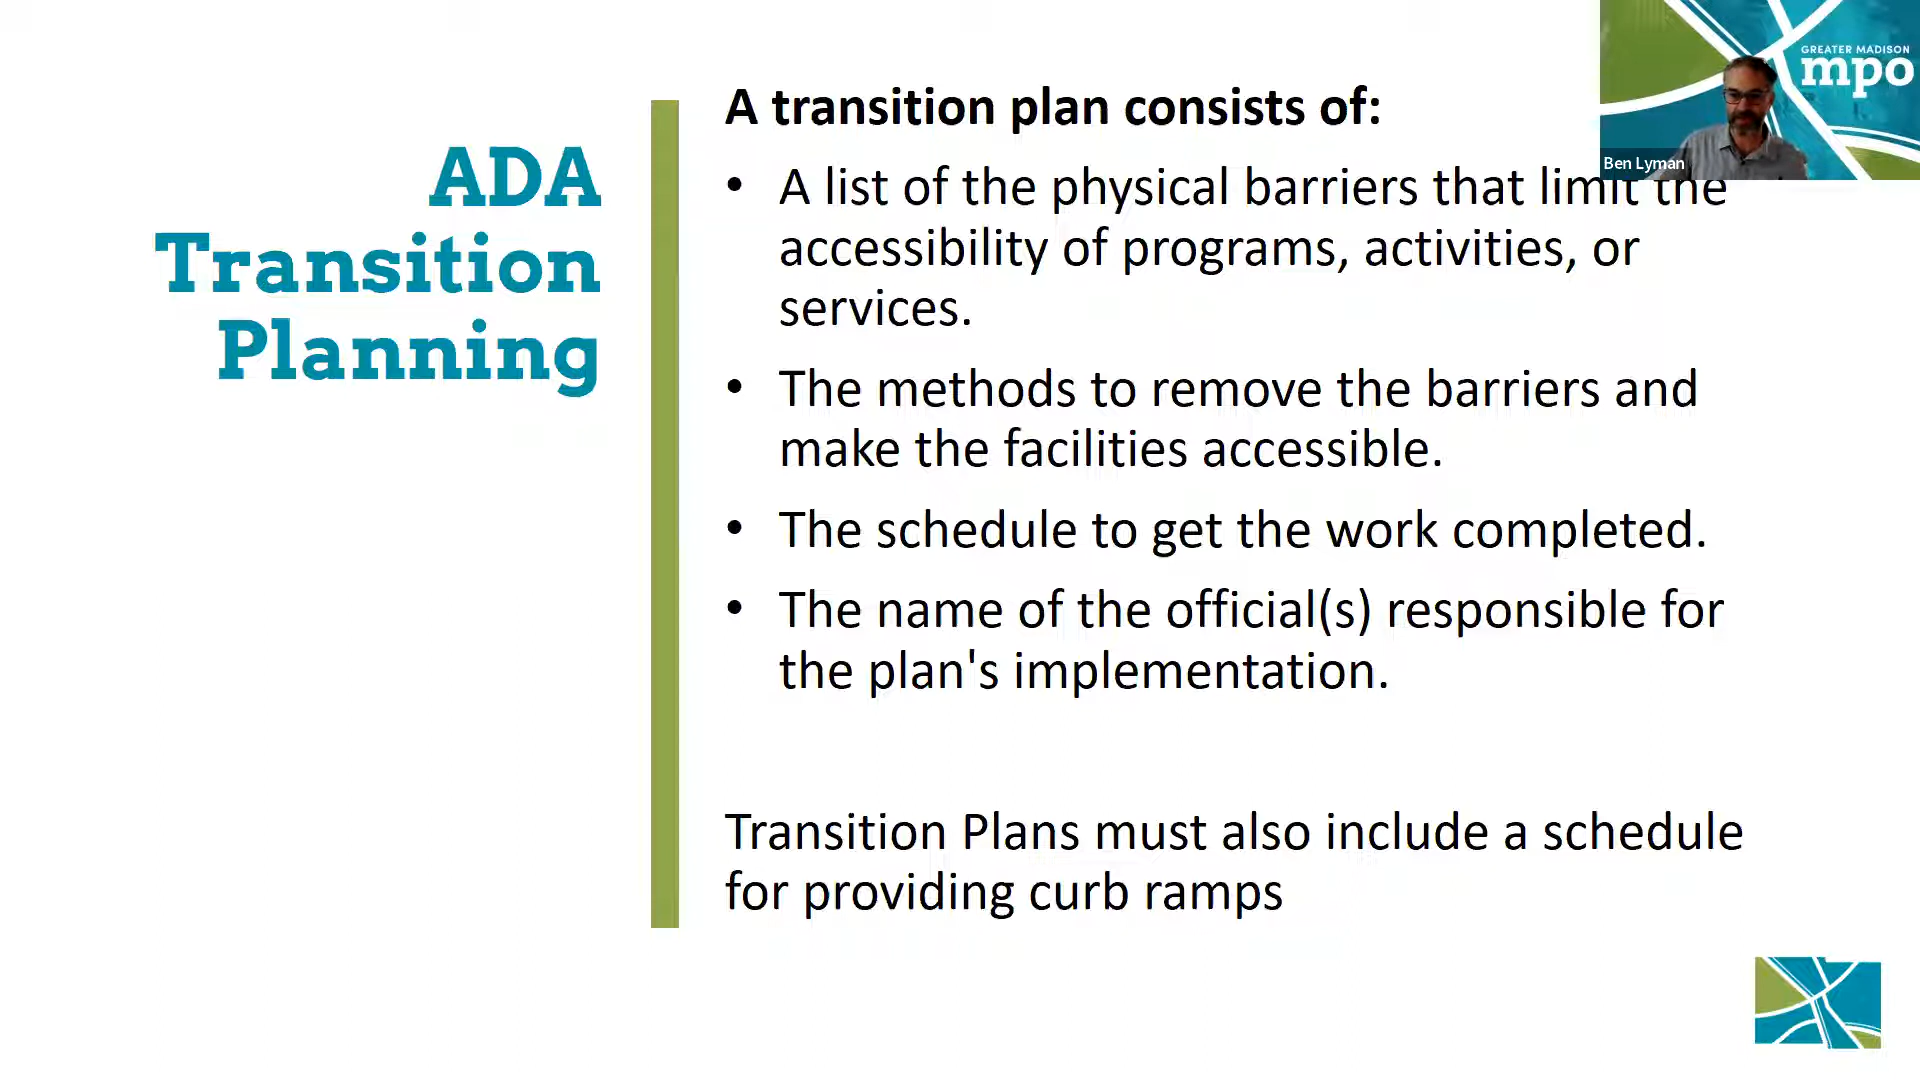 ADA
Transition
Planning
A transition plan consists of:
• A list of the physical barriers that limit the
accessibility of programs, activities, or
services.
• The methods to remove the barriers and
make the facilities accessible.
• The schedule to get the work completed.
• The name of the official(s) responsible for
the plan's implementation.
Transition Plans must also include a schedule
for providing curb ramps
GREATER MADISON
mpo
Ben Lyman